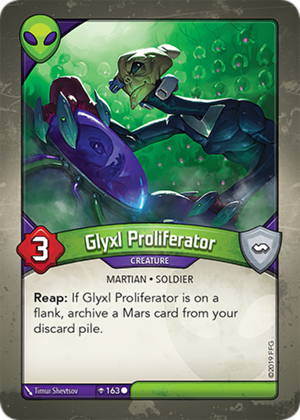 Glyxl Proliferator
3
CREATURE
MARTIAN • SOLDIER
Reap: If Glyxl Proliferator is on a
flank, archive a Mars card from your
discard pile.
©2019 FFG
Timur Shevtsov
163